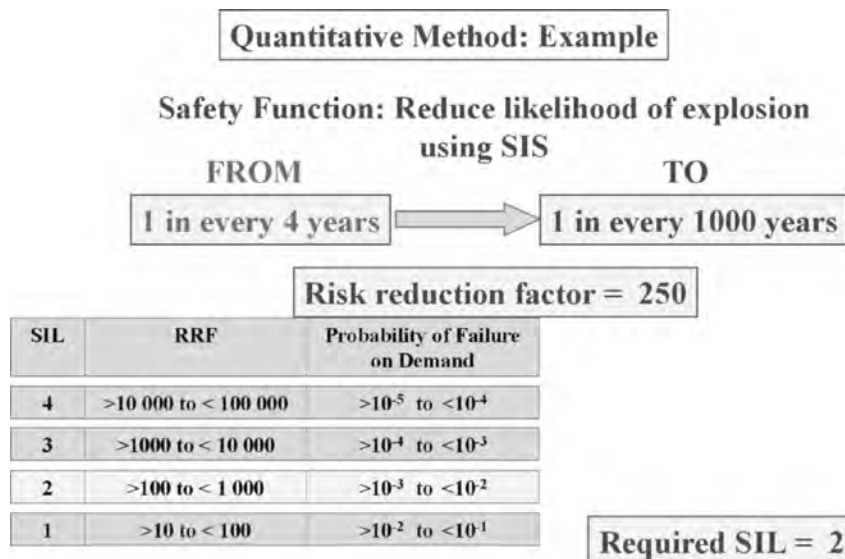 Quantitative Method: Example
Safety Function: Reduce likelihood of explosion
using SIS
FROM TO
1 in every 4 years 1 in every 1000 years
Risk reduction factor = 250
SIL RRF Probability of Failure
on Demand
4 >10 000 to < 100 000 >10⁻⁵ to <10⁻⁴
3 >1000 to < 10 000 >10⁻⁴ to <10⁻³
2 >100 to < 1 000 >10⁻³ to <10⁻²
1 >10 to < 100 >10⁻² to <10⁻¹
Required SIL = 2